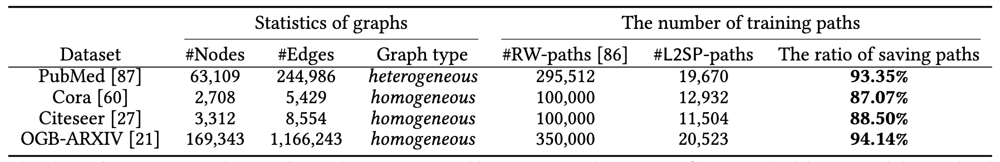 Statistics of graphs The number of training paths
Dataset #Nodes #Edges Graph type #RW-paths [86] #L2SP-paths The ratio of saving paths
PubMed [87] 63,109 244,986 heterogeneous 295,512 19,670 93.35%
Cora [60] 2,708 5,429 homogeneous 100,000 12,932 87.07%
Citeseer [27] 3,312 8,554 homogeneous 100,000 11,504 88.50%
OGB-ARXIV [21] 169,343 1,166,243 homogeneous 350,000 20,523 94.14%